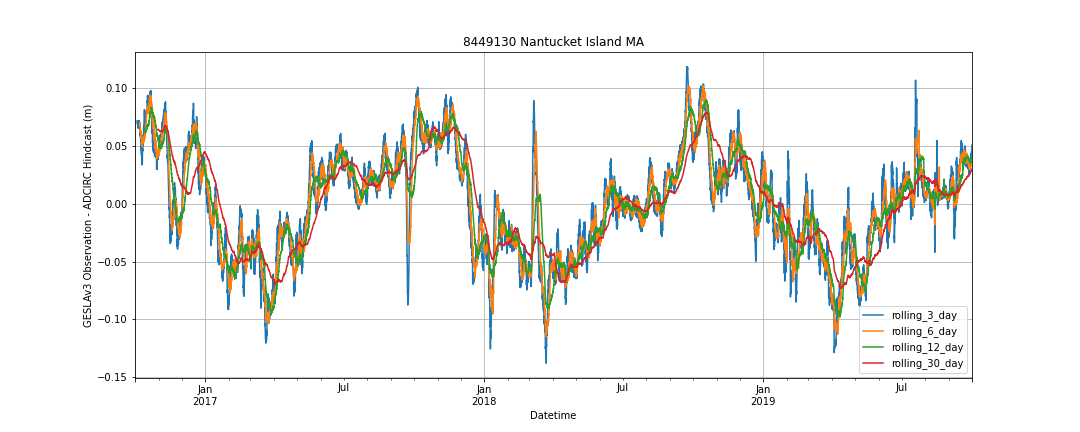 8449130 Nantucket Island MA
GESLAv3 Observation - ADCIRC Hindcast (m)
0.10
0.05
0.00
−0.05
−0.10
−0.15
Jan
2017
Jul
Jan
2018
Jul
Jan
2019
Jul
Datetime
rolling_3_day
rolling_6_day
rolling_12_day
rolling_30_day